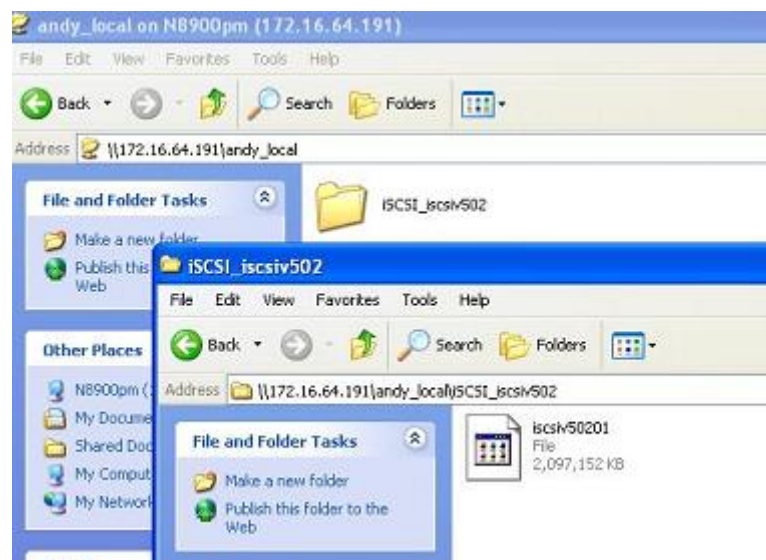 andy_local on N8900pm (172.16.64.191)
File Edit View Favorites Tools Help
Back Search Folders
Address \\172.16.64.191\andy_local
File and Folder Tasks
Make a new folder
Publish this
Web
iSCSI_iscsiv502
Other Places
N8900pm (
My Docume
Shared Doc
My Comput
My Network
iSCSI_iscsiv502
File Edit View Favorites Tools Help
Back Search Folders
Address \\172.16.64.191\andy_local\iSCSI_iscsiv502
File and Folder Tasks
Make a new folder
Publish this folder to the
Web
iscsiv50201
File
2,097,152 KB